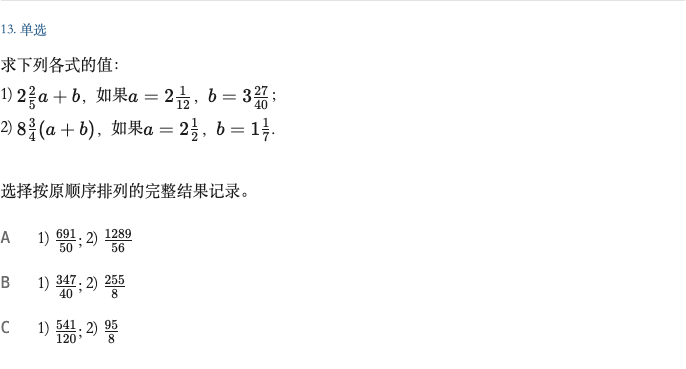 13. 单选
求下列各式的值：
1) 2 2/5 a + b，如果a = 2 1/12，b = 3 27/40；
2) 8 3/4 (a + b)，如果a = 2 1/2，b = 1 1/7.
选择按原顺序排列的完整结果记录。
A 1) 691/50; 2) 1289/56
B 1) 347/40; 2) 255/8
C 1) 541/120; 2) 95/8